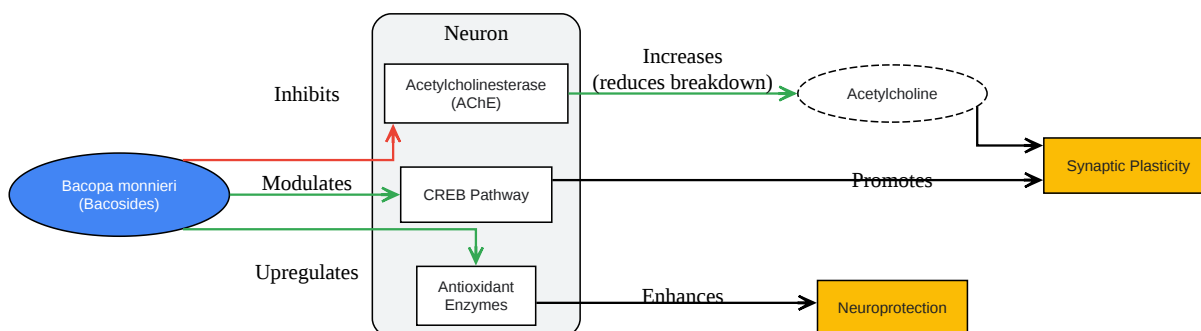 Neuron
Increases
(reduces breakdown)
Inhibits
Acetylcholinesterase
(AChE)
Acetylcholine
Bacopa monnieri
(Bacosides)
Modulates
CREB Pathway
Promotes
Synaptic Plasticity
Upregulates
Antioxidant
Enzymes
Enhances
Neuroprotection